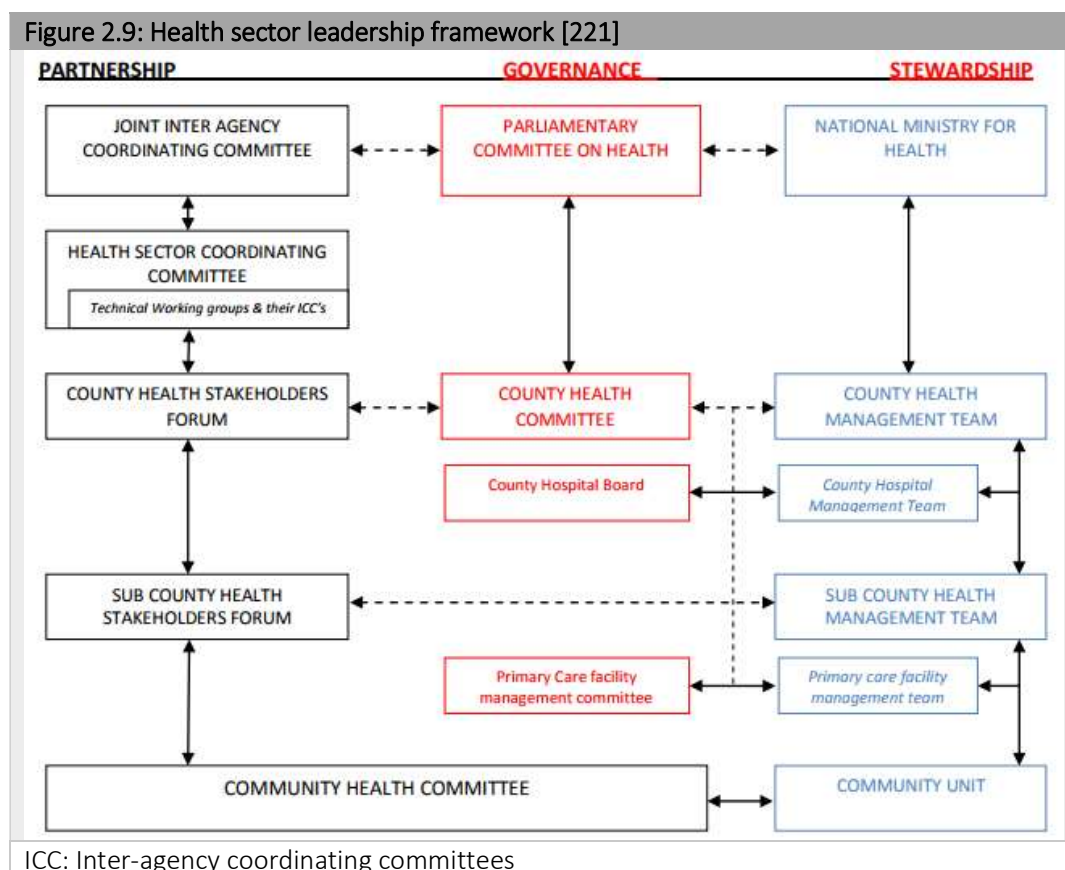 Figure 2.9: Health sector leadership framework [221]
PARTNERSHIP GOVERNANCE STEWARDSHIP
JOINT INTER AGENCY
COORDINATING COMMITTEE
PARLIAMENTARY
COMMITTEE ON HEALTH
NATIONAL MINISTRY FOR
HEALTH
HEALTH SECTOR COORDINATING
COMMITTEE
Technical Working groups & their ICC's
COUNTY HEALTH STAKEHOLDERS
FORUM
COUNTY HEALTH
COMMITTEE
COUNTY HEALTH
MANAGEMENT TEAM
County Hospital Board
County Hospital
Management Team
SUB COUNTY HEALTH
STAKEHOLDERS FORUM
SUB COUNTY HEALTH
MANAGEMENT TEAM
Primary Care facility
management committee
Primary care facility
management team
COMMUNITY HEALTH COMMITTEE
COMMUNITY UNIT
ICC: Inter-agency coordinating committees